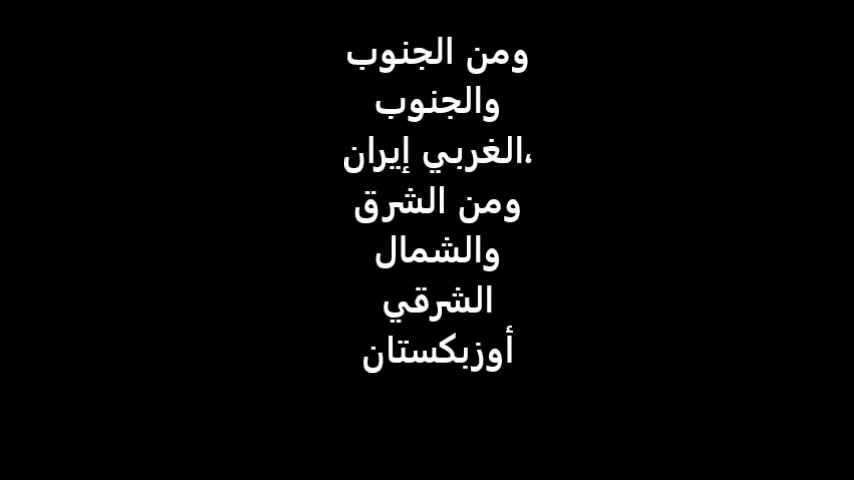 ومن الجنوب
والجنوب
الغربي إيران،
ومن الشرق
والشمال
الشرقي
أوزبكستان